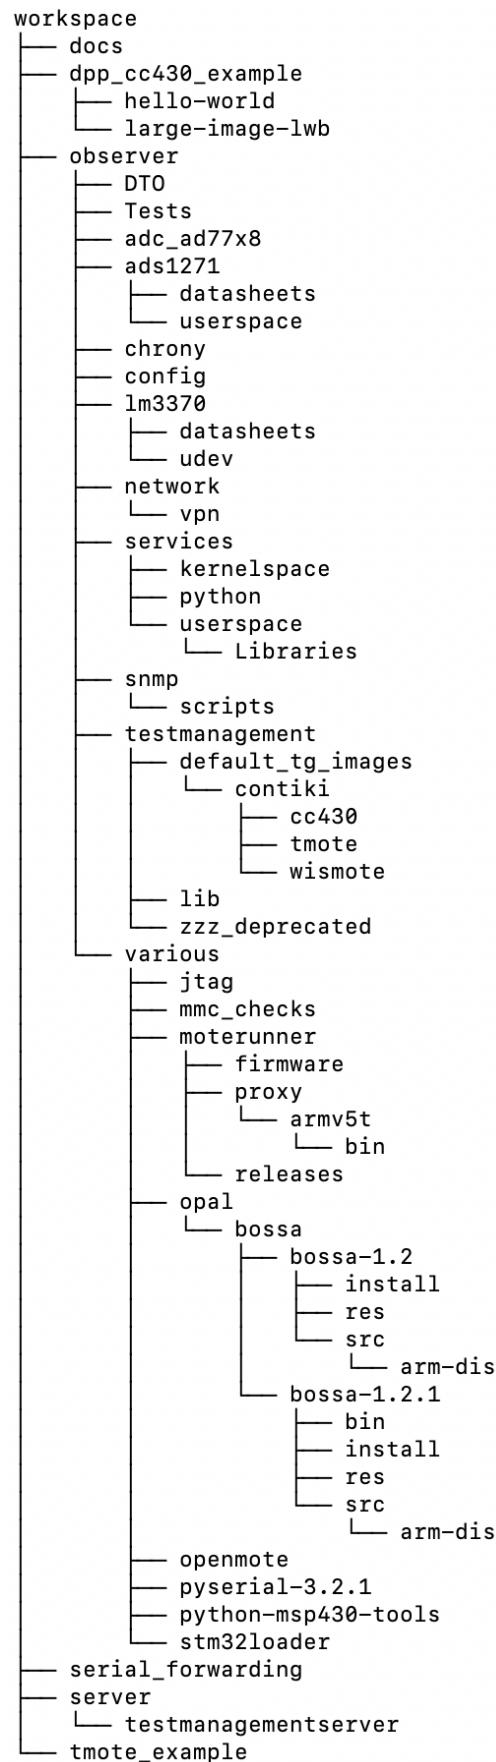 workspace
├── docs
├── dpp_cc430_example
│   ├── hello-world
│   └── large-image-lwb
├── observer
│   ├── DTO
│   ├── Tests
│   ├── adc_ad77x8
│   ├── ads1271
│   │   ├── datasheets
│   │   └── userspace
│   ├── chrony
│   ├── config
│   ├── lm3370
│   │   ├── datasheets
│   │   └── udev
│   ├── network
│   │   └── vpn
│   ├── services
│   │   ├── kernelspace
│   │   ├── python
│   │   └── userspace
│   │       └── Libraries
│   ├── snmp
│   │   └── scripts
│   ├── testmanagement
│   │   ├── default_tg_images
│   │   │   └── contiki
│   │   │       ├── cc430
│   │   │       ├── tmote
│   │   │       └── wismote
│   │   ├── lib
│   │   └── zzz_deprecated
│   └── various
│       ├── jtag
│       ├── mmc_checks
│       ├── moterunner
│       │   ├── firmware
│       │   ├── proxy
│       │   │   └── armv5t
│       │   │       └── bin
│       │   └── releases
│       ├── opal
│       │   └── bossa
│       │       ├── bossa-1.2
│       │       │   ├── install
│       │       │   ├── res
│       │       │   └── src
│       │       │       └── arm-dis
│       │       └── bossa-1.2.1
│       │           ├── bin
│       │           ├── install
│       │           ├── res
│       │           └── src
│       │               └── arm-dis
│       ├── openmote
│       ├── pyserial-3.2.1
│       ├── python-msp430-tools
│       └── stm32loader
├── serial_forwarding
├── server
│   └── testmanagementserver
└── tmote_example